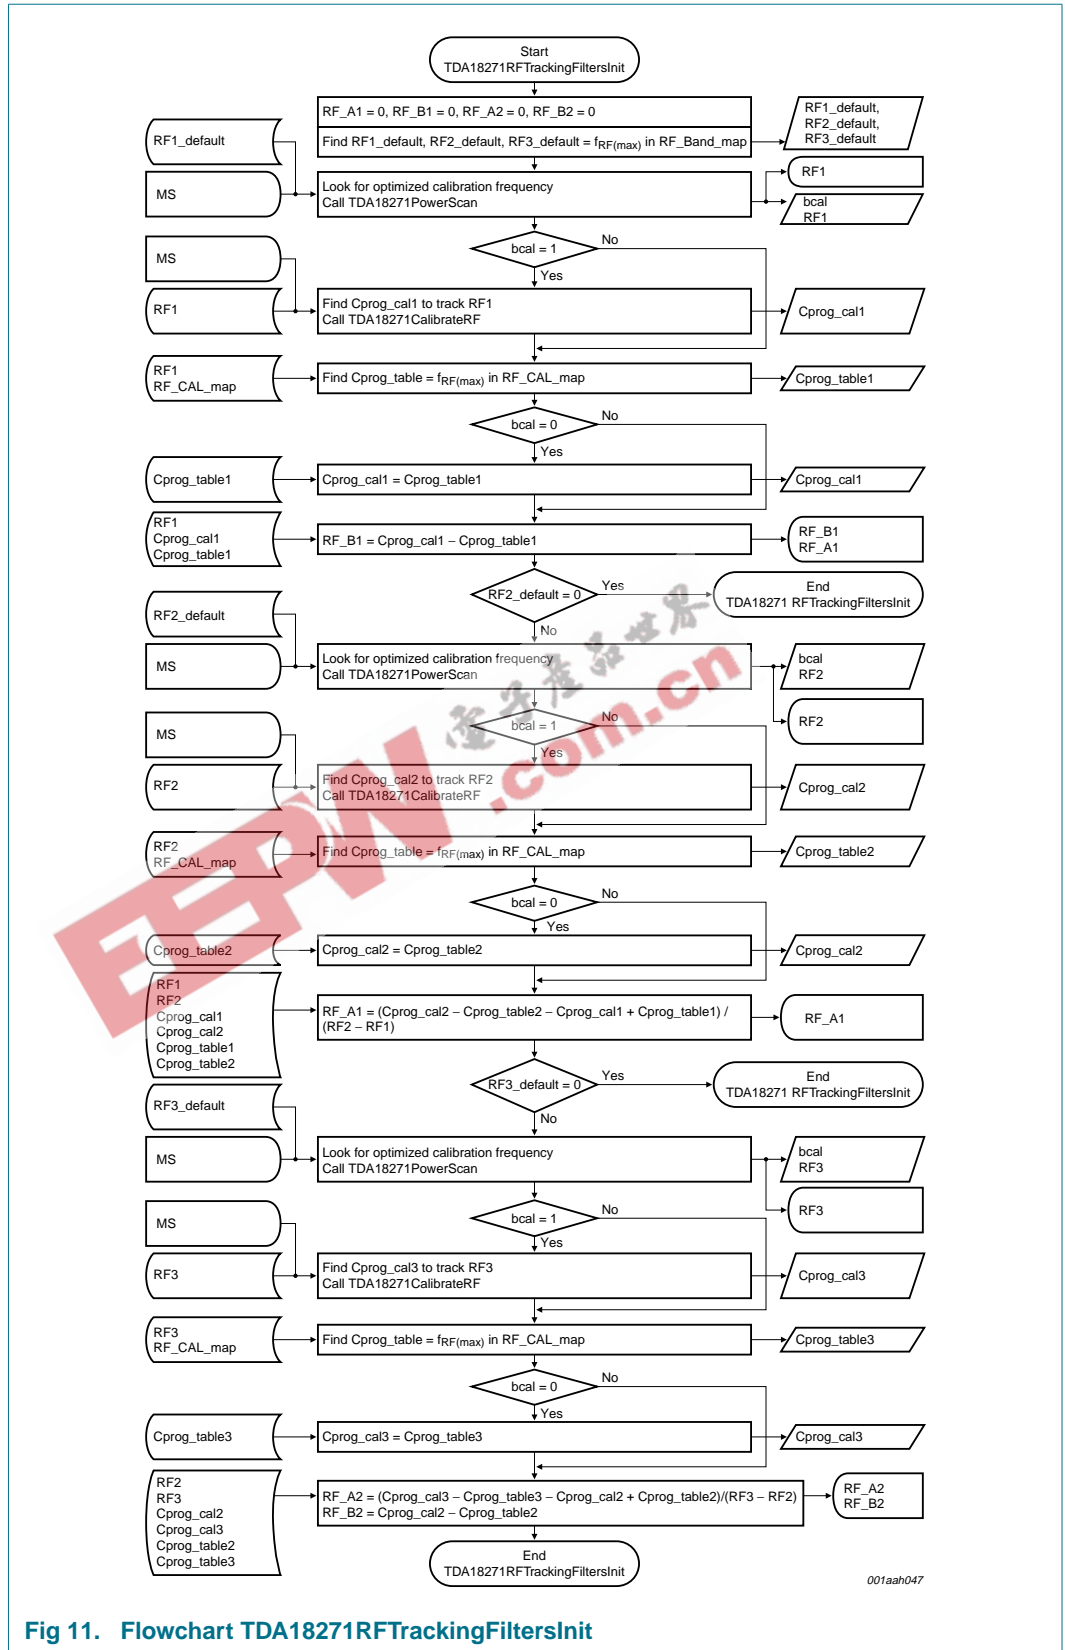 Start
TDA18271RFTrackingFiltersInit
RF_A1 = 0, RF_B1 = 0, RF_A2 = 0, RF_B2 = 0
Find RF1_default, RF2_default, RF3_default = fRF(max) in RF_Band_map
RF1_default,
RF2_default,
RF3_default
RF1_default
MS
Look for optimized calibration frequency
Call TDA18271PowerScan
RF1
bcal
RF1
bcal = 1
No
Yes
MS
RF1
Find Cprog_cal1 to track RF1
Call TDA18271CalibrateRF
Cprog_cal1
RF1
RF_CAL_map
Find Cprog_table = fRF(max) in RF_CAL_map
Cprog_table1
bcal = 0
No
Yes
Cprog_table1
Cprog_cal1 = Cprog_table1
Cprog_cal1
RF1
Cprog_cal1
Cprog_table1
RF_B1 = Cprog_cal1 – Cprog_table1
RF_B1
RF_A1
RF2_default = 0
Yes
No
End
TDA18271 RFTrackingFiltersInit
RF2_default
MS
Look for optimized calibration frequency
Call TDA18271PowerScan
bcal
RF2
RF2
bcal = 1
No
Yes
MS
RF2
Find Cprog_cal2 to track RF2
Call TDA18271CalibrateRF
Cprog_cal2
RF2
RF_CAL_map
Find Cprog_table = fRF(max) in RF_CAL_map
Cprog_table2
bcal = 0
No
Yes
Cprog_table2
Cprog_cal2 = Cprog_table2
Cprog_cal2
RF1
RF2
Cprog_cal1
Cprog_cal2
Cprog_table1
Cprog_table2
RF_A1 = (Cprog_cal2 – Cprog_table2 – Cprog_cal1 + Cprog_table1) /
(RF2 – RF1)
RF_A1
RF3_default = 0
Yes
No
End
TDA18271 RFTrackingFiltersInit
RF3_default
MS
Look for optimized calibration frequency
Call TDA18271PowerScan
bcal
RF3
RF3
bcal = 1
No
Yes
MS
RF3
Find Cprog_cal3 to track RF3
Call TDA18271CalibrateRF
Cprog_cal3
RF3
RF_CAL_map
Find Cprog_table = fRF(max) in RF_CAL_map
Cprog_table3
bcal = 0
No
Yes
Cprog_table3
Cprog_cal3 = Cprog_table3
Cprog_cal3
RF2
RF3
Cprog_cal2
Cprog_cal3
Cprog_table2
Cprog_table3
RF_A2 = (Cprog_cal3 – Cprog_table3 – Cprog_cal2 + Cprog_table2)/(RF3 – RF2)
RF_B2 = Cprog_cal2 – Cprog_table2
RF_A2
RF_B2
End
TDA18271RFTrackingFiltersInit
001aah047
EEPW.com.cn
電子產品世界
Fig 11. Flowchart TDA18271RFTrackingFiltersInit